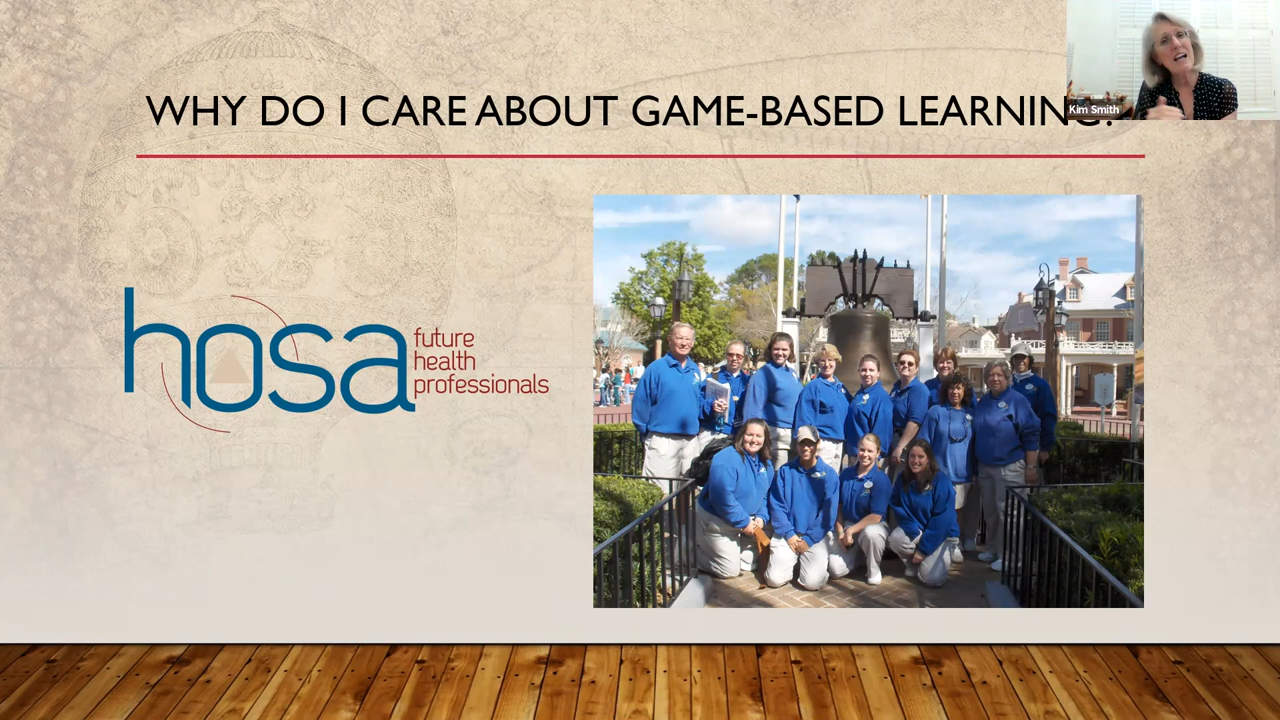 WHY DO I CARE ABOUT GAME-BASED LEARNING?
Kim Smith
hosa
future
health
professionals